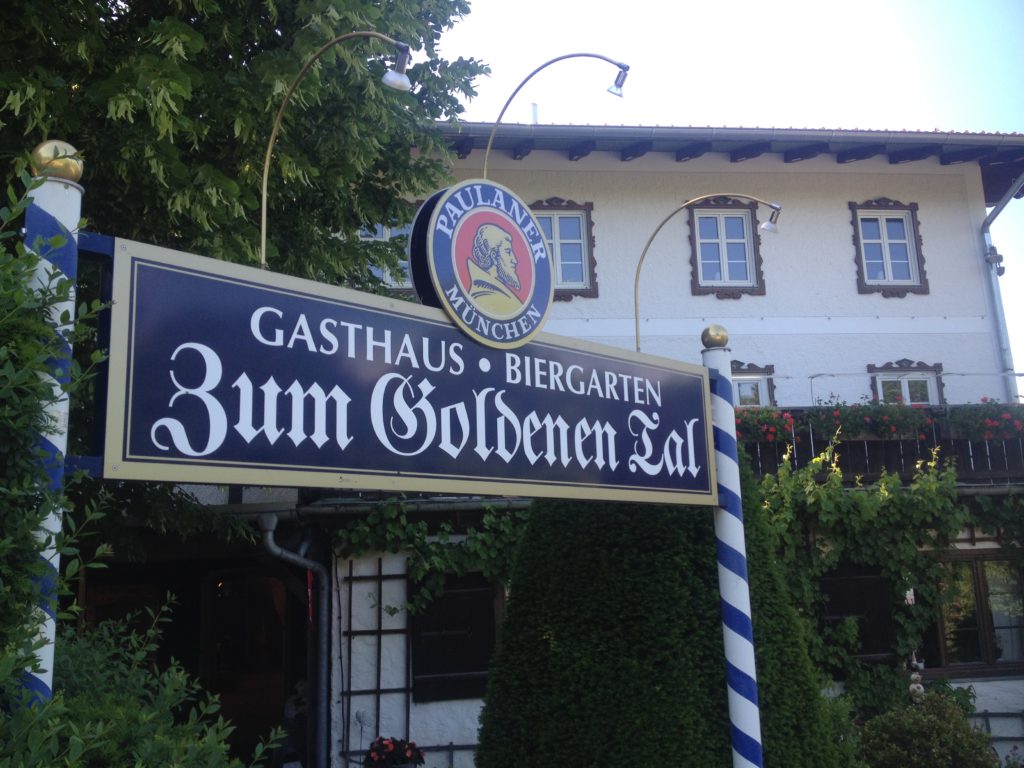 PAULANER
MÜNCHEN
GASTHAUS • BIERGARTEN
Zum Goldenen Tal